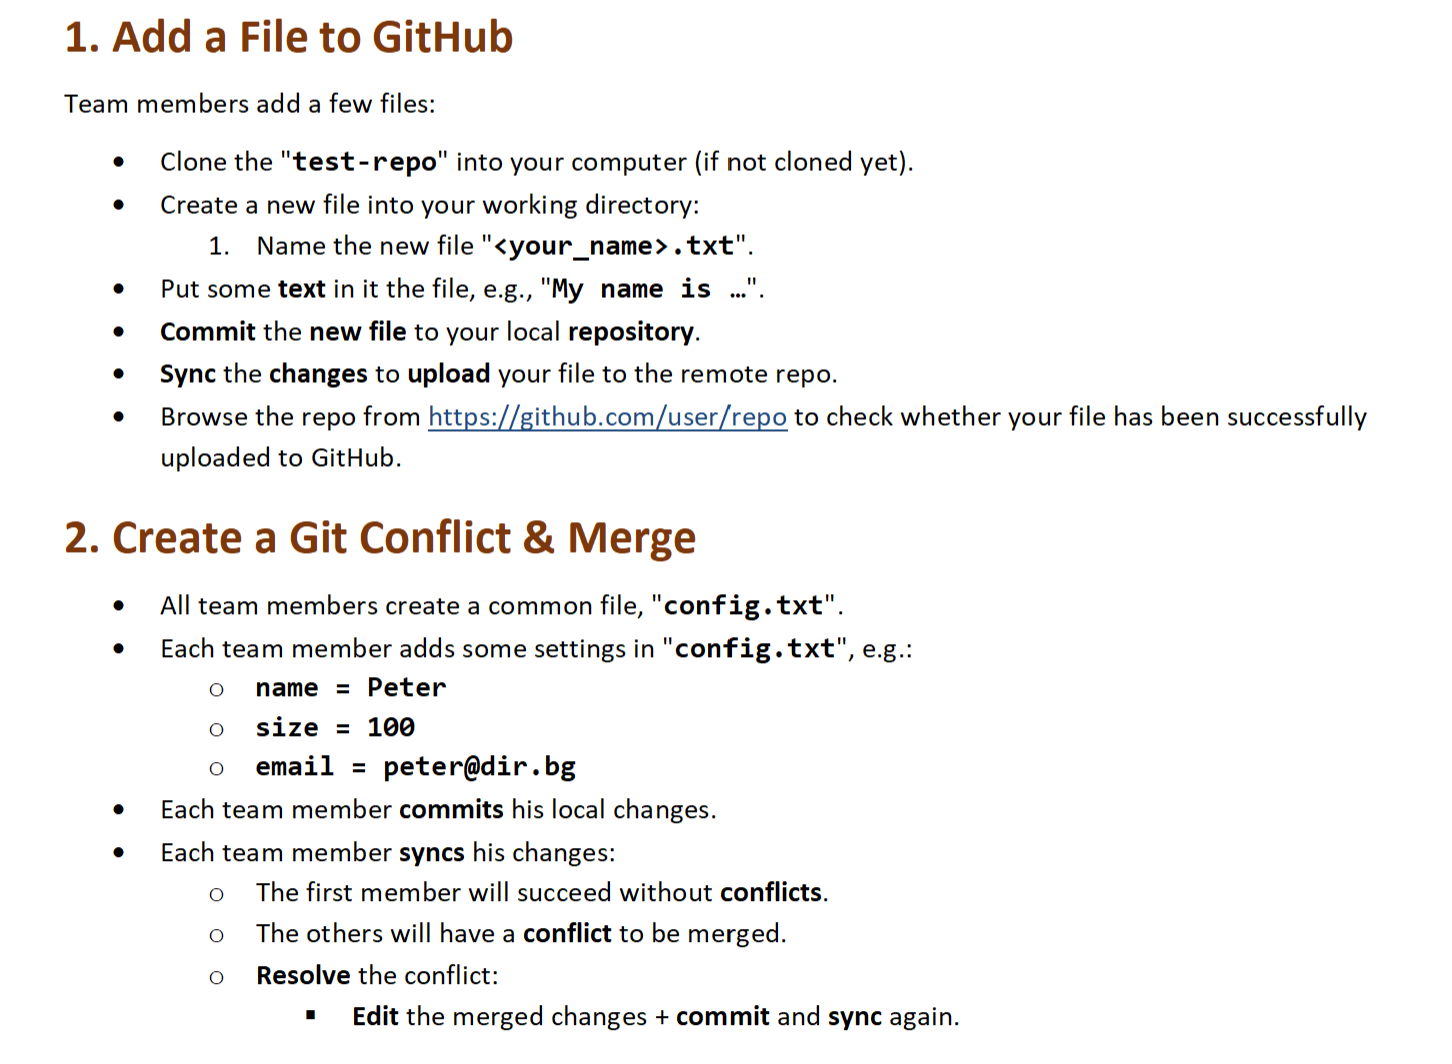 1. Add a File to GitHub
Team members add a few files:
• Clone the "test-repo" into your computer (if not cloned yet).
• Create a new file into your working directory:
1. Name the new file "<your_name>.txt".
• Put some text in it the file, e.g., "My name is …".
• Commit the new file to your local repository.
• Sync the changes to upload your file to the remote repo.
• Browse the repo from https://github.com/user/repo to check whether your file has been successfully
uploaded to GitHub.
2. Create a Git Conflict & Merge
• All team members create a common file, "config.txt".
• Each team member adds some settings in "config.txt", e.g.:
o name = Peter
o size = 100
o email = peter@dir.bg
• Each team member commits his local changes.
• Each team member syncs his changes:
o The first member will succeed without conflicts.
o The others will have a conflict to be merged.
o Resolve the conflict:
▪ Edit the merged changes + commit and sync again.